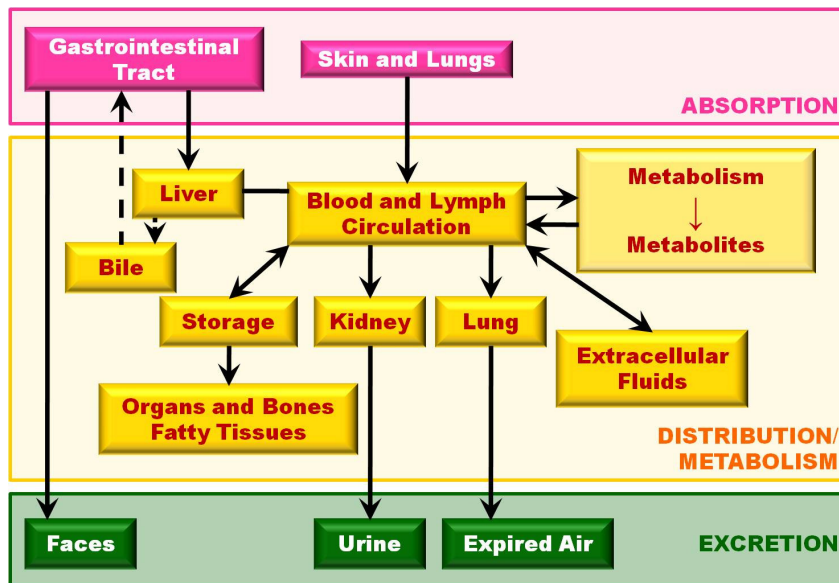 Gastrointestinal
Tract
Skin and Lungs
ABSORPTION
Liver
Blood and Lymph
Circulation
Metabolism
Metabolites
Bile
Storage
Kidney
Lung
Extracellular
Fluids
Organs and Bones
Fatty Tissues
DISTRIBUTION/
METABOLISM
Faces
Urine
Expired Air
EXCRETION